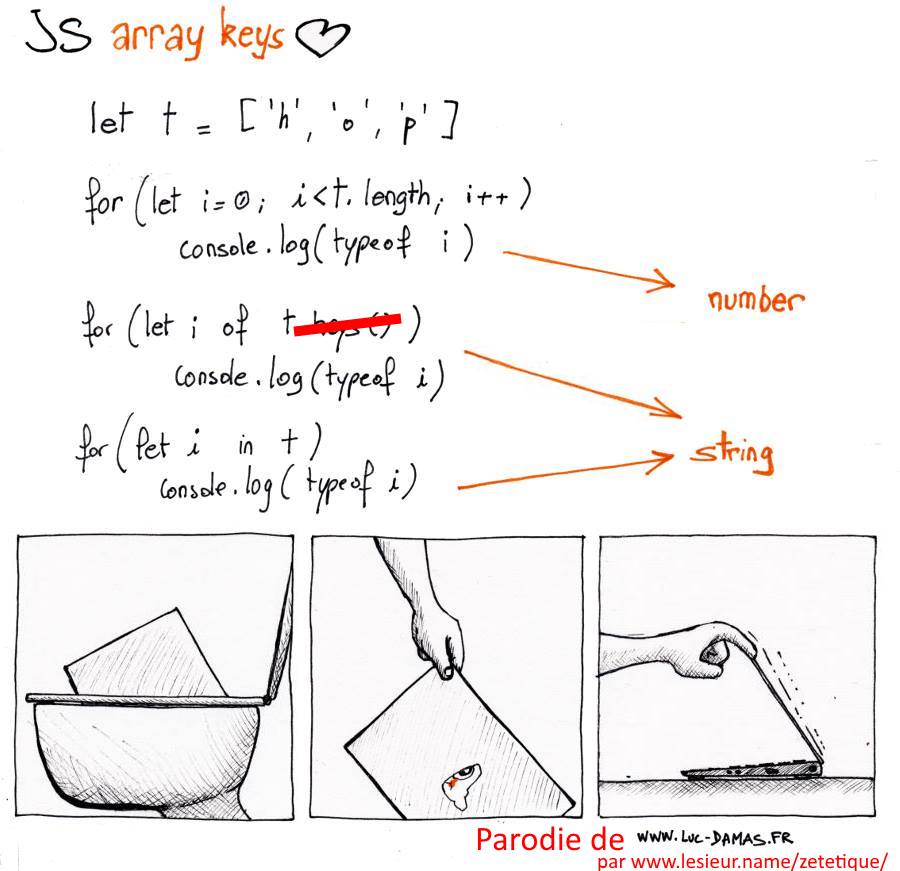 JS array keys
let t = ['h', 'o', 'p']
for (let i=0; i<t.length; i++)
console.log(typeof i)
number
for (let i of t.keys())
console.log(typeof i)
for (let i in t)
console.log(typeof i)
string
Parodie de www.luc-damas.fr
par www.lesieur.name/zetetique/